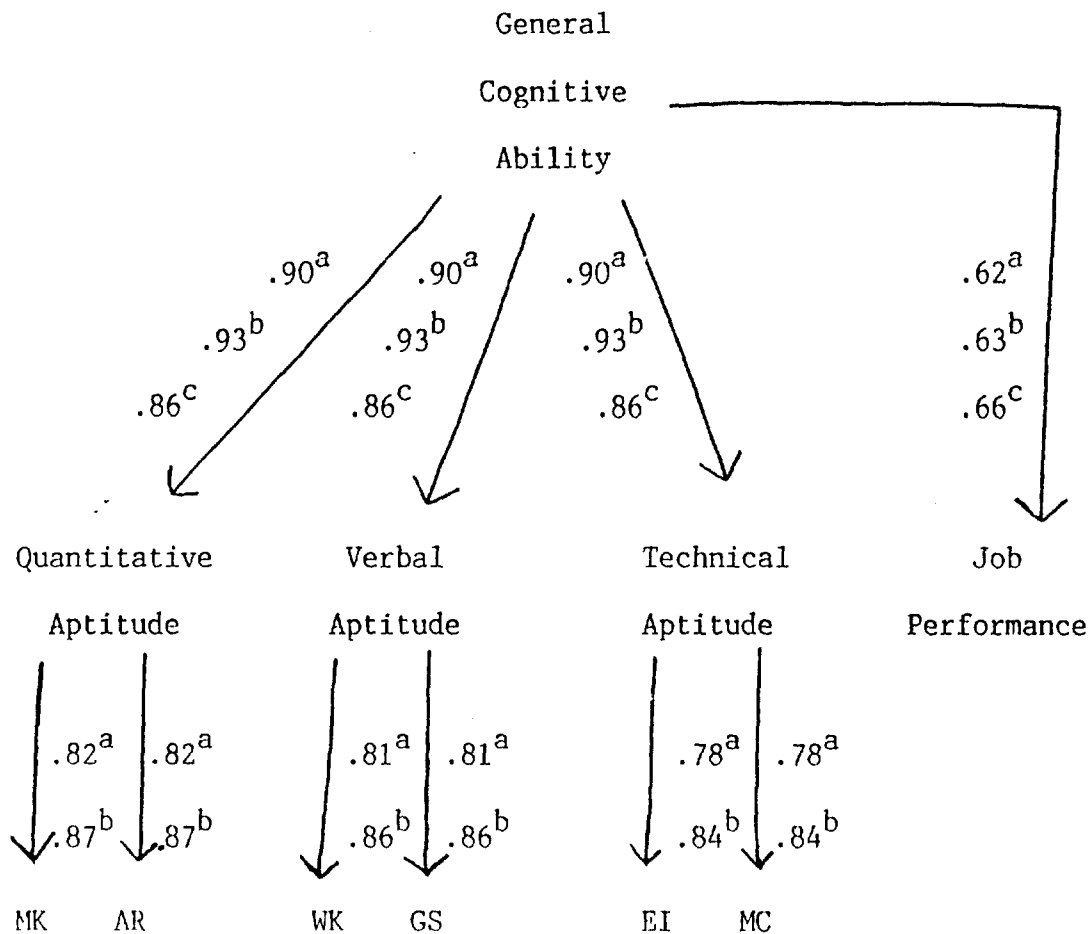 General
Cognitive
Ability
.90a .90a .90a .62a
.93b .93b .93b .63b
.86c .86c .86c .66c
Quantitative Verbal Technical Job
Aptitude Aptitude Aptitude Performance
.82a .82a .81a .81a .78a .78a
.87b .87b .86b .86b .84b .84b
MK AR WK GS EI MC